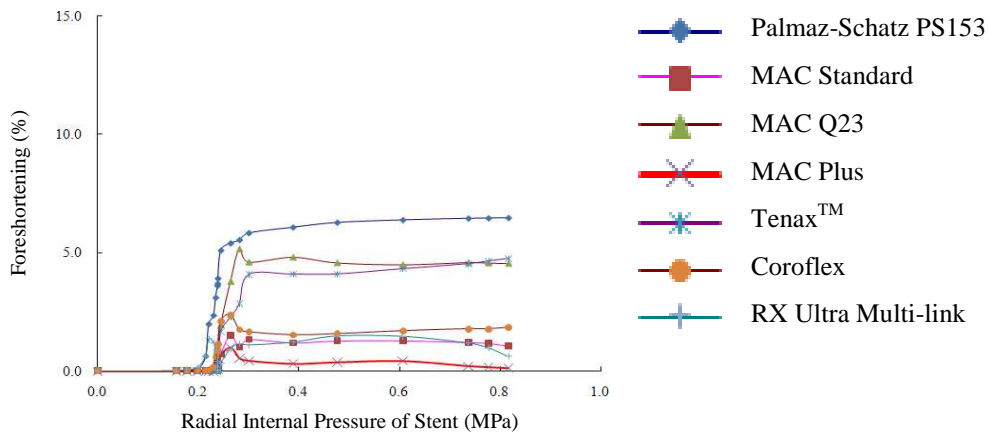 15.0
10.0
5.0
0.0
Foreshortening (%)
0.0 0.2 0.4 0.6 0.8 1.0
Radial Internal Pressure of Stent (MPa)
Palmaz-Schatz PS153
MAC Standard
MAC Q23
MAC Plus
Tenax™
Coroflex
RX Ultra Multi-link